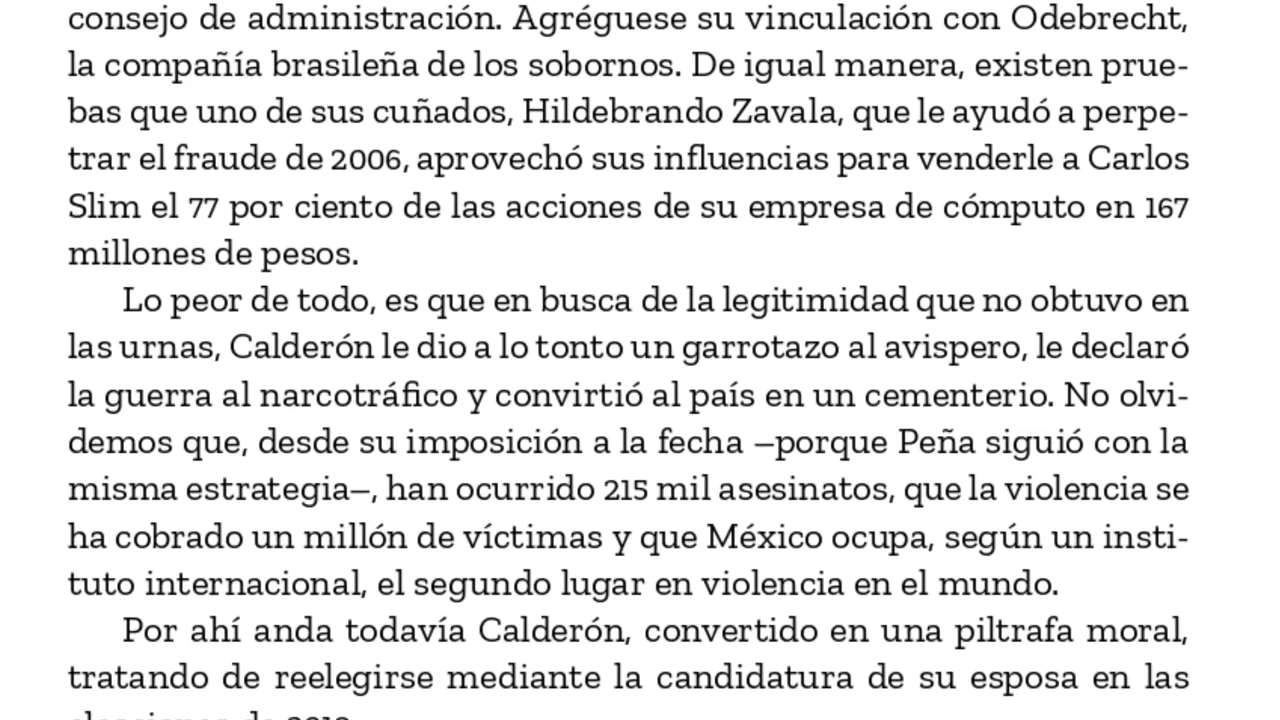 consejo de administración. Agréguese su vinculación con Odebrecht,
la compañía brasileña de los sobornos. De igual manera, existen prue-
bas que uno de sus cuñados, Hildebrando Zavala, que le ayudó a perpe-
trar el fraude de 2006, aprovechó sus influencias para venderle a Carlos
Slim el 77 por ciento de las acciones de su empresa de cómputo en 167
millones de pesos.
Lo peor de todo, es que en busca de la legitimidad que no obtuvo en
las urnas, Calderón le dio a lo tonto un garrotazo al avispero, le declaró
la guerra al narcotráfico y convirtió al país en un cementerio. No olvi-
demos que, desde su imposición a la fecha –porque Peña siguió con la
misma estrategia–, han ocurrido 215 mil asesinatos, que la violencia se
ha cobrado un millón de víctimas y que México ocupa, según un insti-
tuto internacional, el segundo lugar en violencia en el mundo.
Por ahí anda todavía Calderón, convertido en una piltrafa moral,
tratando de reelegirse mediante la candidatura de su esposa en las
elecciones de 2018.